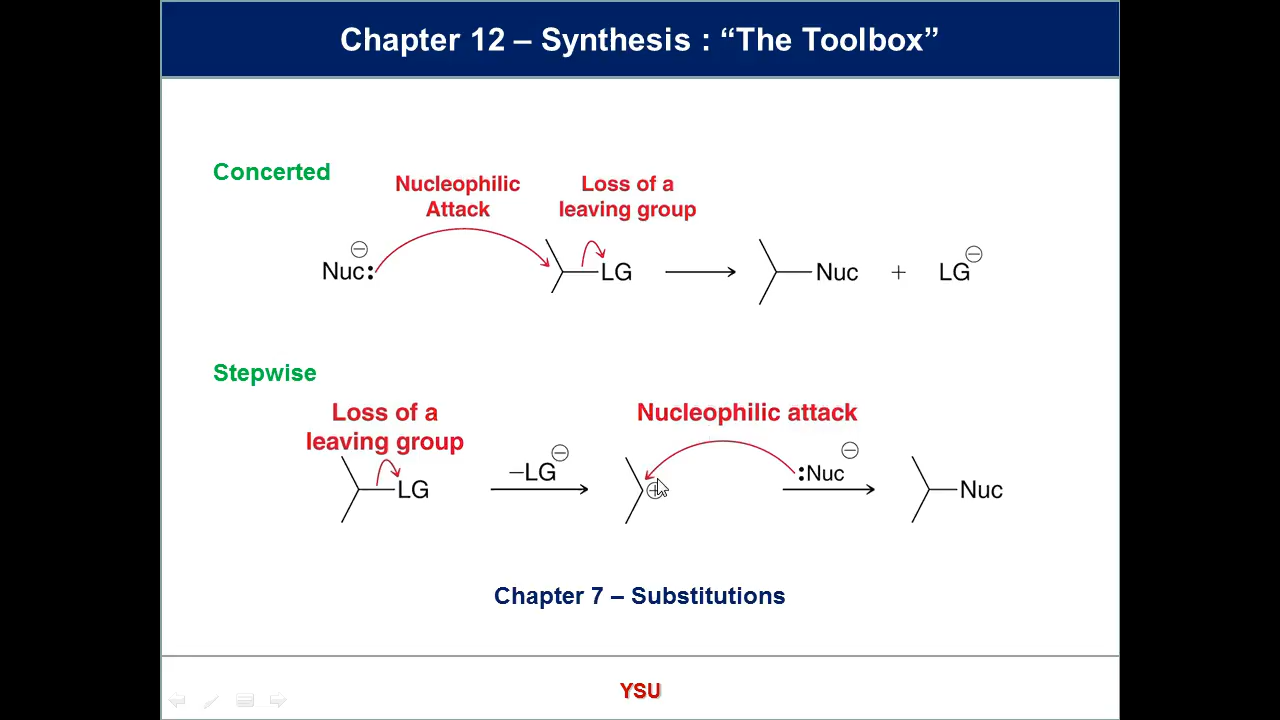 Chapter 12 – Synthesis : “The Toolbox”
Concerted
Nucleophilic
Attack
Loss of a
leaving group
Nuc:⊖
LG
Nuc + LG⊖
Stepwise
Loss of a
leaving group
Nucleophilic attack
LG
–LG⊖
⊕
:Nuc⊖
Nuc
Chapter 7 – Substitutions
YSU